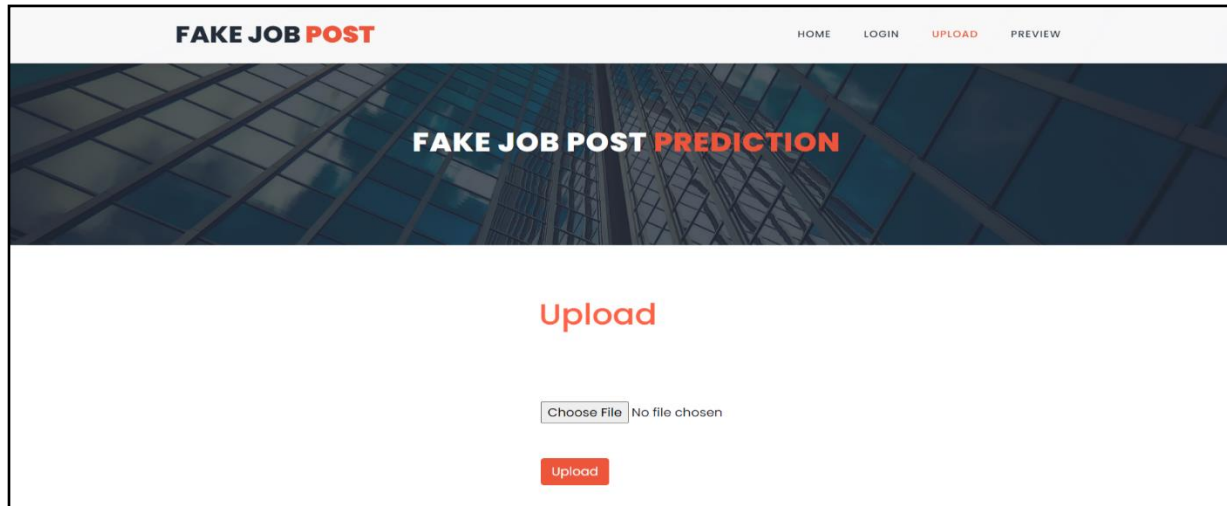 FAKE JOB POST
HOME LOGIN UPLOAD PREVIEW
FAKE JOB POST PREDICTION
Upload
Choose File No file chosen
Upload